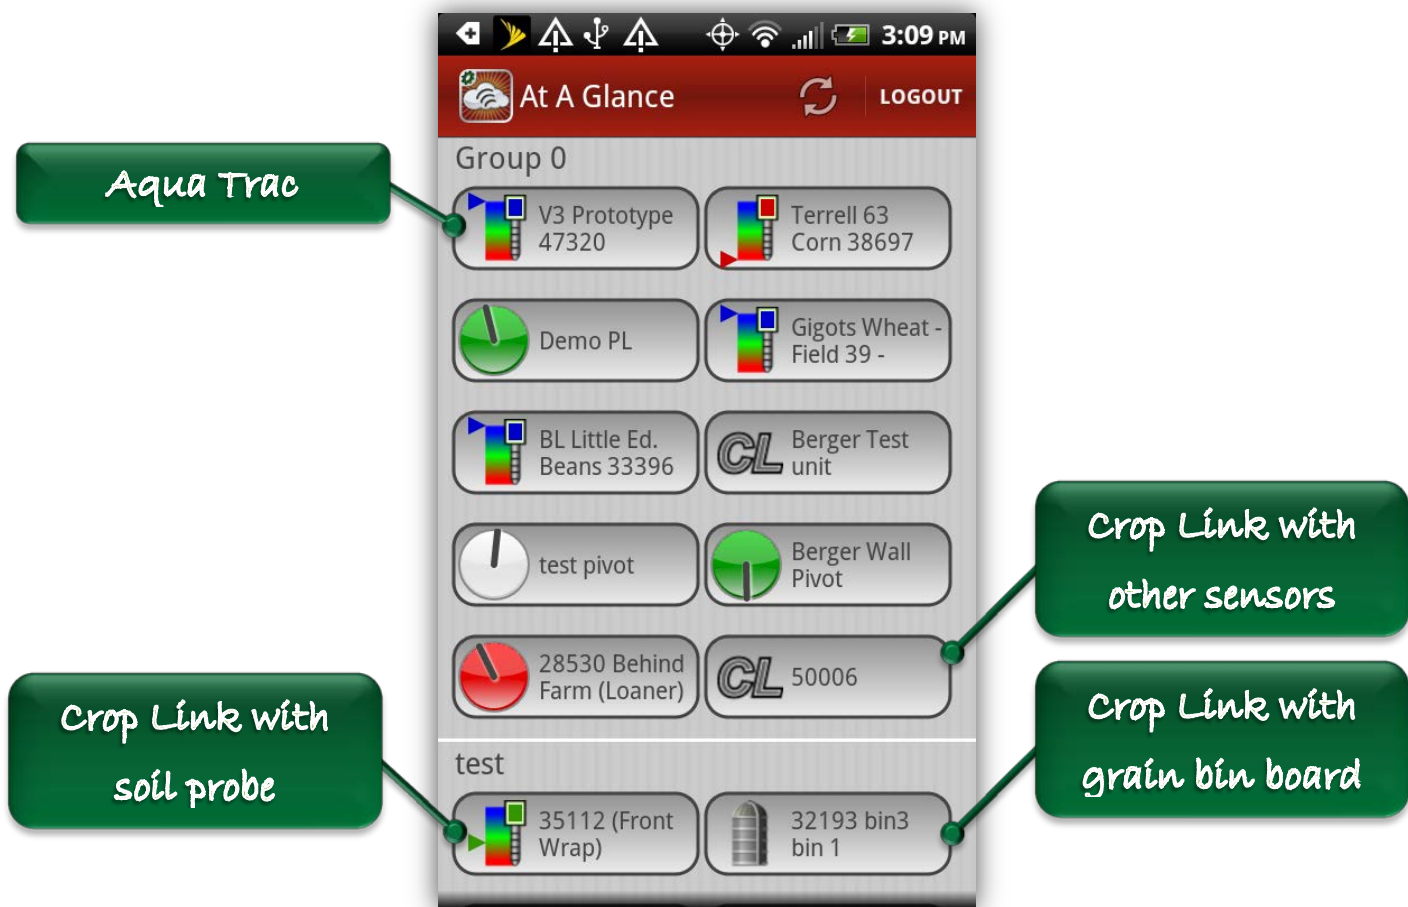 3:09 PM
At A Glance
LOGOUT
Group 0
Aqua Trac
V3 Prototype
47320
Terrell 63
Corn 38697
Demo PL
Gigots Wheat -
Field 39 -
BL Little Ed.
Beans 33396
CL
Berger Test
unit
test pivot
Berger Wall
Pivot
Crop Link with
other sensors
28530 Behind
Farm (Loaner)
CL
50006
Crop Link with
soil probe
test
35112 (Front
Wrap)
32193 bin3
bin 1
Crop Link with
grain bin board